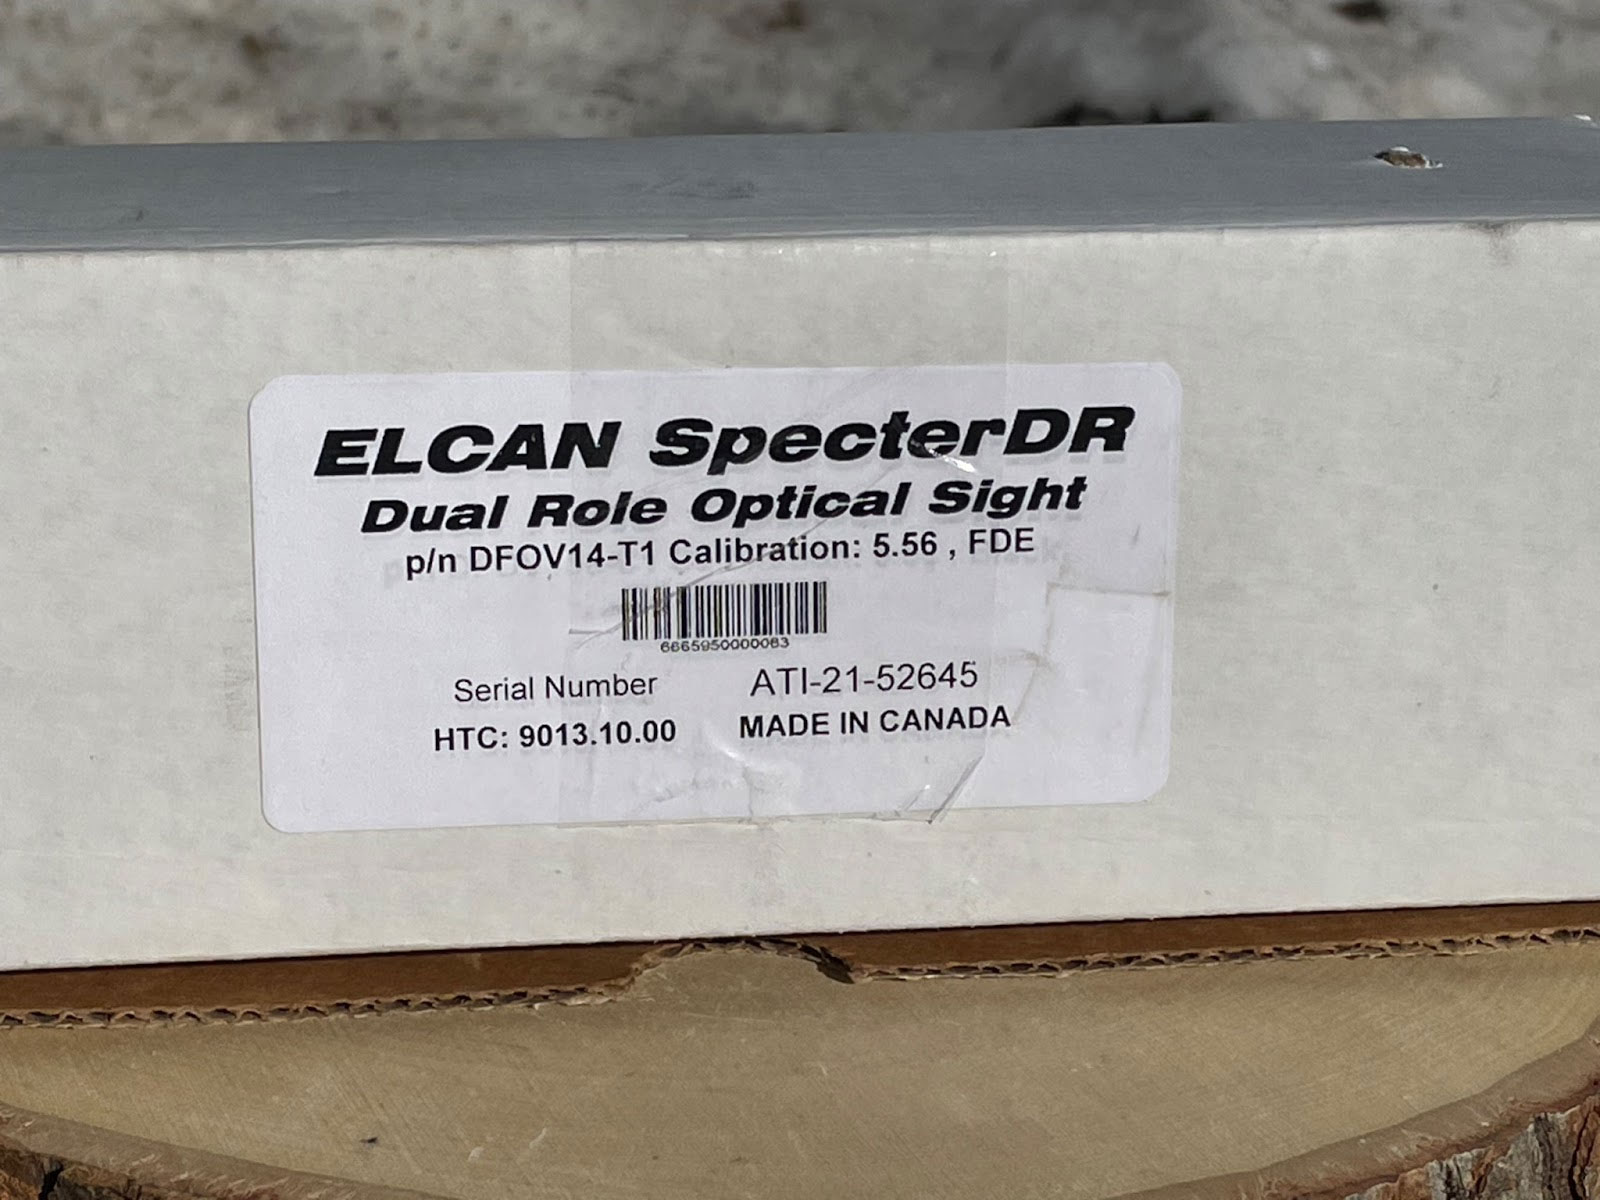 ELCAN SpecterDR
Dual Role Optical Sight
p/n DFOV14-T1 Calibration: 5.56 , FDE
6665950000063
Serial Number ATI-21-52645
HTC: 9013.10.00 MADE IN CANADA